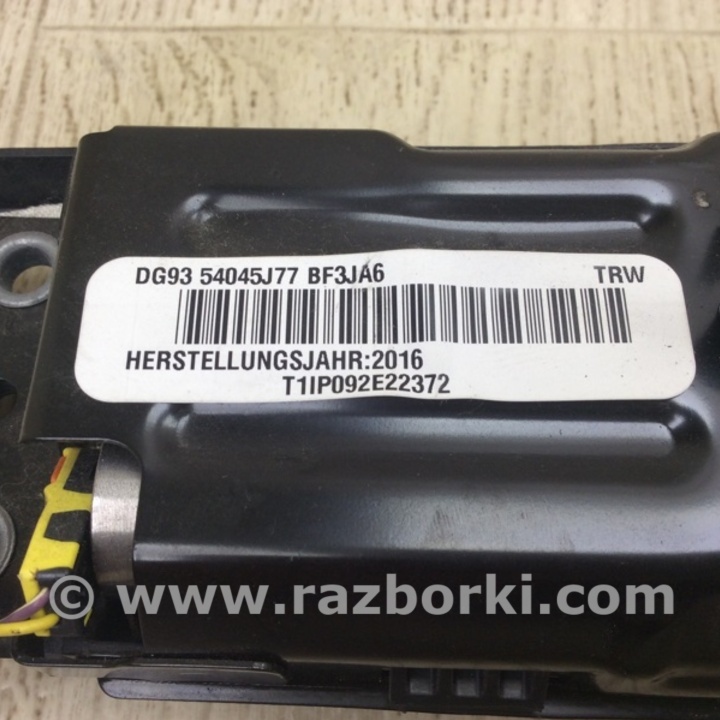 DG93 54045J77 BF3JA6 TRW
HERSTELLUNGSJAHR:2016
T1IP092E22372
© www.razborki.com